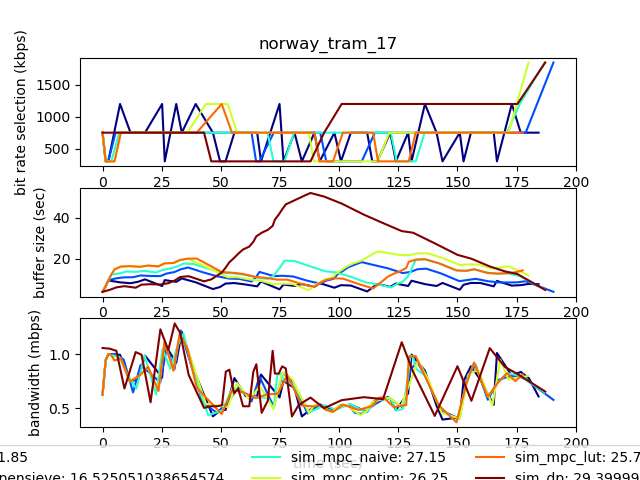 norway_tram_17
bit rate selection (kbps)
1500
1000
500
0 25 50 75 100 125 150 175 200
buffer size (sec)
40
20
0 25 50 75 100 125 150 175 200
bandwidth (mbps)
1.0
0.5
0 25 50 75 100 125 150 175 200
time (sec)
1.85 sim_mpc_naive: 27.15 sim_mpc_lut: 25.7
pensieve: 16.525051038654574 sim_mpc_optim: 26.25 sim_dp: 29.39999